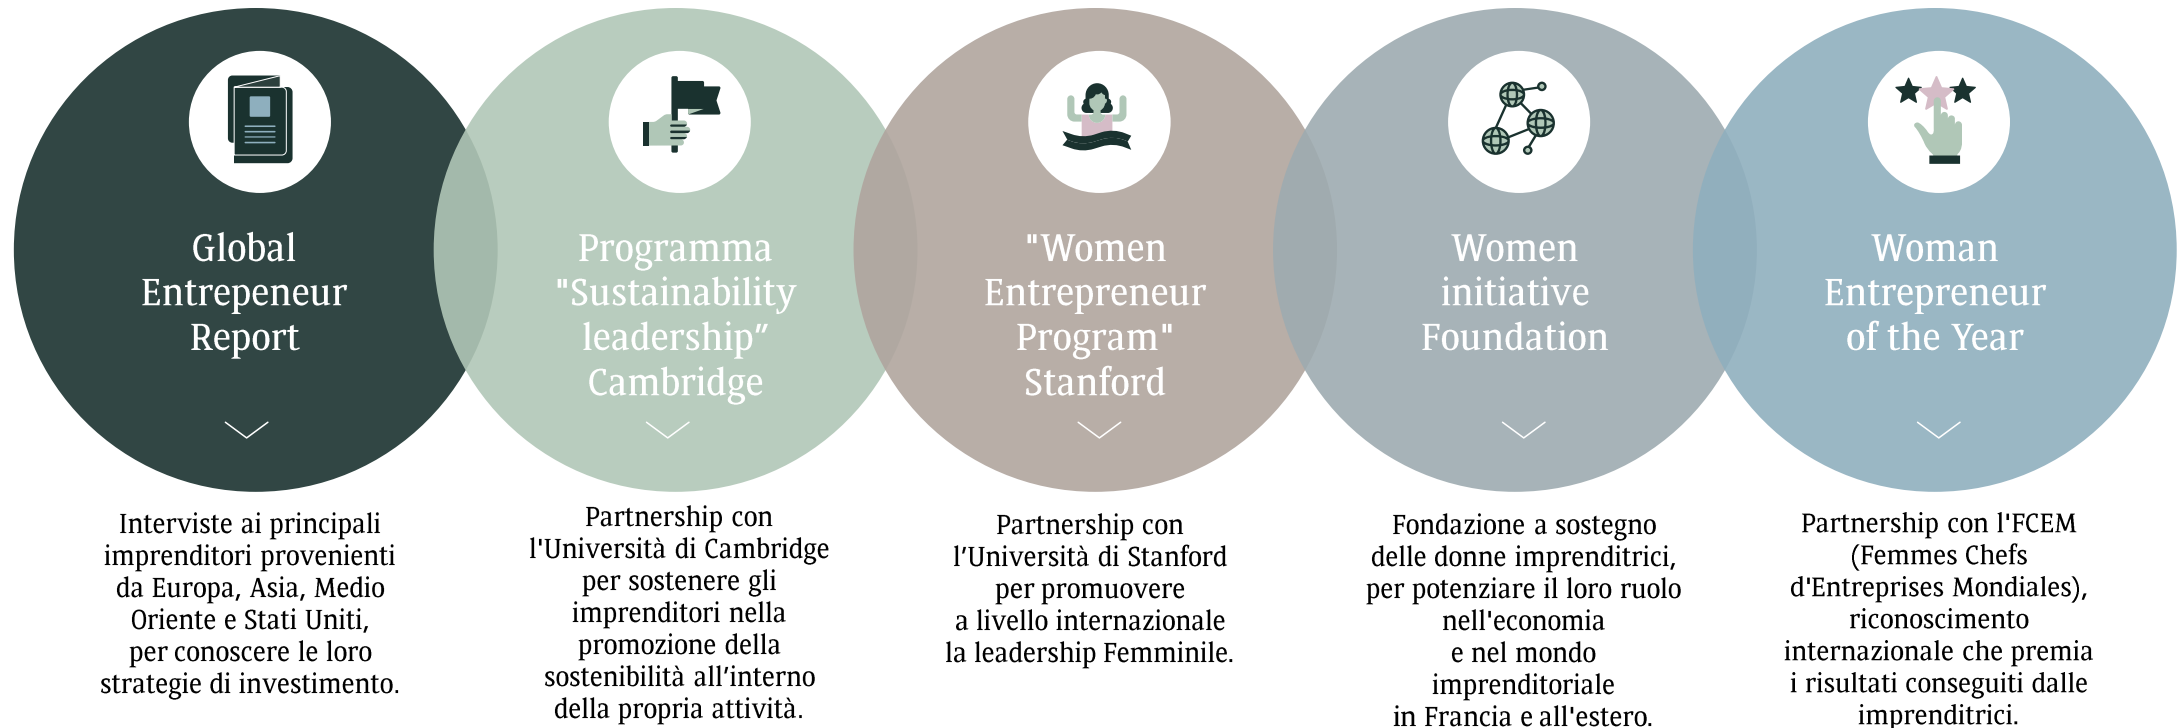 Global
Entrepeneur
Report
Interviste ai principali
imprenditori provenienti
da Europa, Asia, Medio
Oriente e Stati Uniti,
per conoscere le loro
strategie di investimento.
Programma
"Sustainability
leadership”
Cambridge
Partnership con
l'Università di Cambridge
per sostenere gli
imprenditori nella
promozione della
sostenibilità all’interno
della propria attività.
"Women
Entrepreneur
Program"
Stanford
Partnership con
l’Università di Stanford
per promuovere
a livello internazionale
la leadership Femminile.
Women
initiative
Foundation
Fondazione a sostegno
delle donne imprenditrici,
per potenziare il loro ruolo
nell'economia
e nel mondo
imprenditoriale
in Francia e all'estero.
Woman
Entrepreneur
of the Year
Partnership con l'FCEM
(Femmes Chefs
d'Entreprises Mondiales),
riconoscimento
internazionale che premia
i risultati conseguiti dalle
imprenditrici.